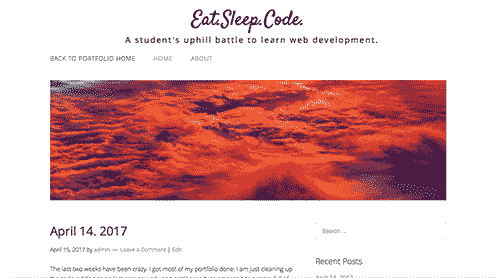 Eat.Sleep.Code.
A student's uphill battle to learn web development.
BACK TO PORTFOLIO HOME HOME ABOUT
April 14, 2017
Search ...
April 15, 2017 by admin — Leave a Comment | Edit
Recent Posts
The last two weeks have been crazy. I got most of my portfolio done. I am just cleaning up
April 14, 2017